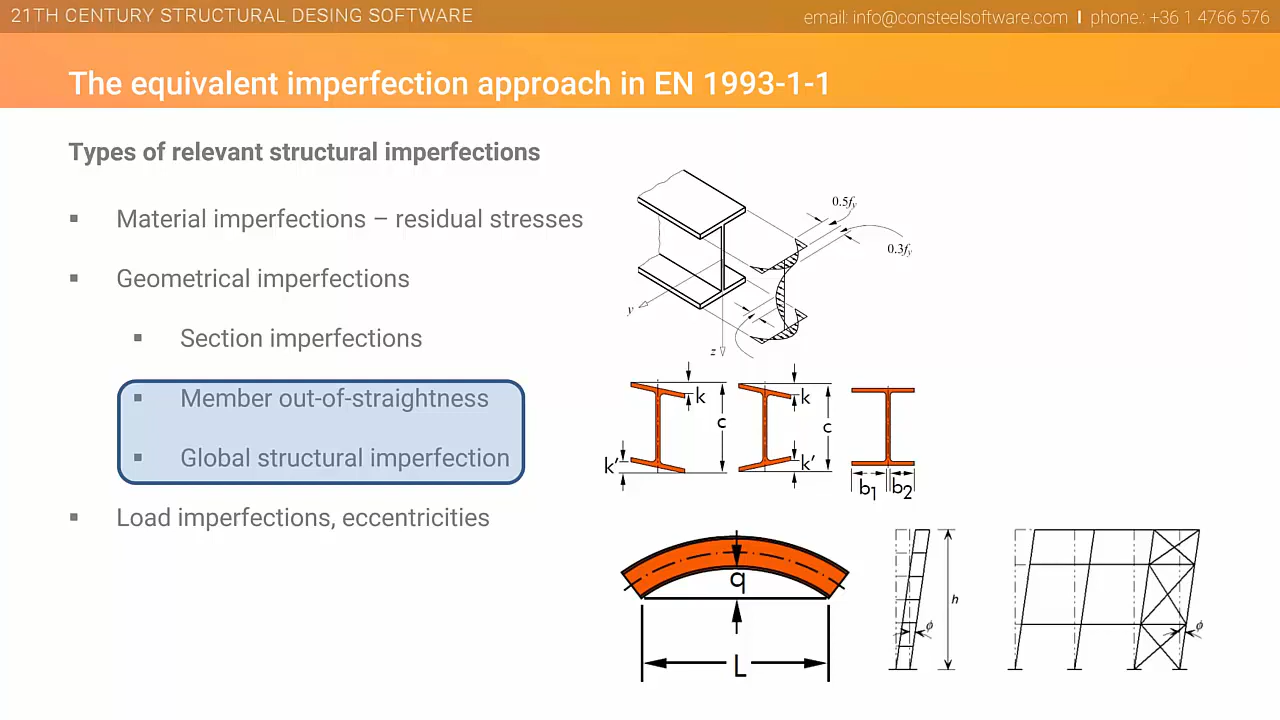 21TH CENTURY STRUCTURAL DESING SOFTWARE
email: info@consteelsoftware.com I phone.: +36 1 4766 576
The equivalent imperfection approach in EN 1993-1-1
Types of relevant structural imperfections
▪ Material imperfections – residual stresses
▪ Geometrical imperfections
▪ Section imperfections
▪ Member out-of-straightness
▪ Global structural imperfection
▪ Load imperfections, eccentricities
0.5fy
0.3fy
y
z
k
c
k'
k
c
k'
b1 b2
q
L
h
ϕ
ϕ